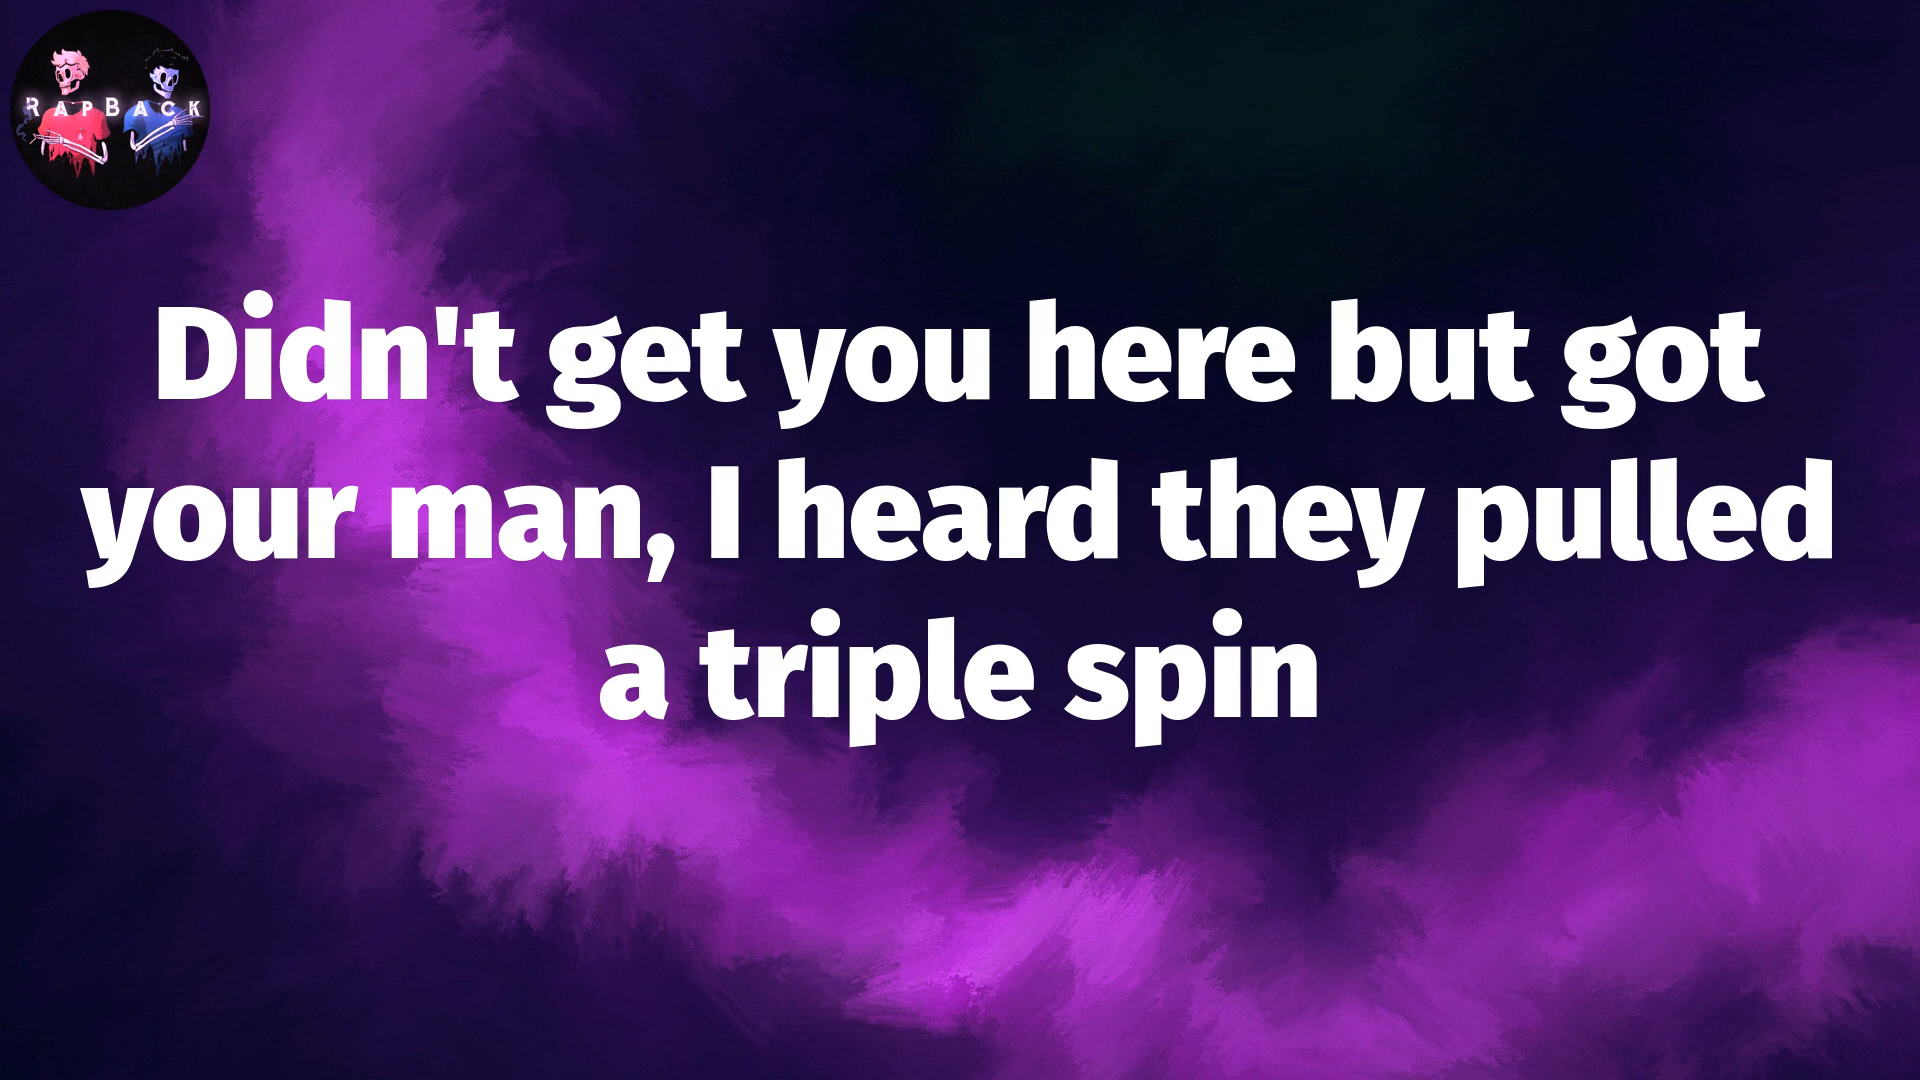 RAPBACK
Didn't get you here but got
your man, I heard they pulled
a triple spin